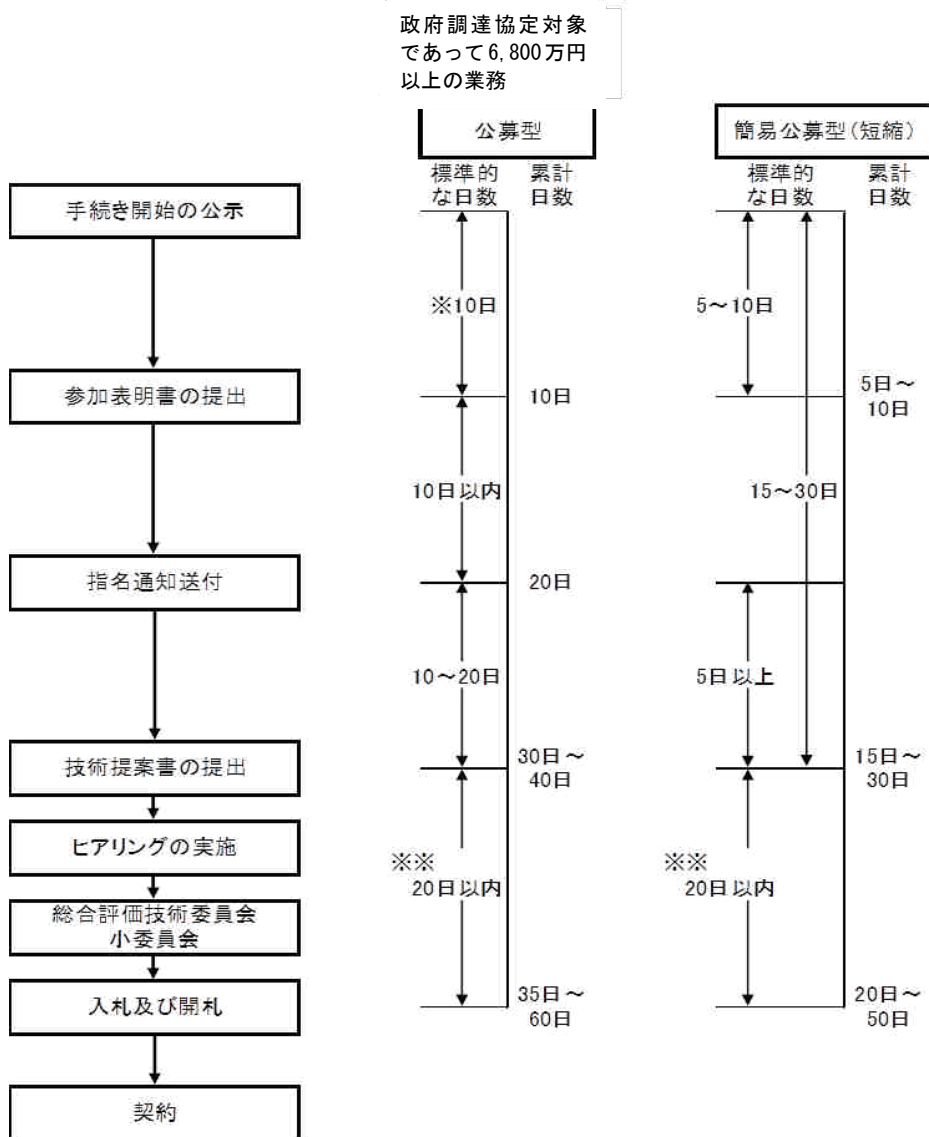 政府調達協定対象
であって6,800万円
以上の業務
公募型
簡易公募型(短縮)
標準的
な日数
累計
日数
標準的
な日数
累計
日数
手続き開始の公示
※10日
5～10日
参加表明書の提出
10日
5日～
10日
10日以内
15～30日
指名通知送付
20日
10～20日
5日以上
技術提案書の提出
30日～
40日
15日～
30日
ヒアリングの実施
※※
20日以内
※※
20日以内
総合評価技術委員会
小委員会
入札及び開札
35日～
60日
20日～
50日
契約